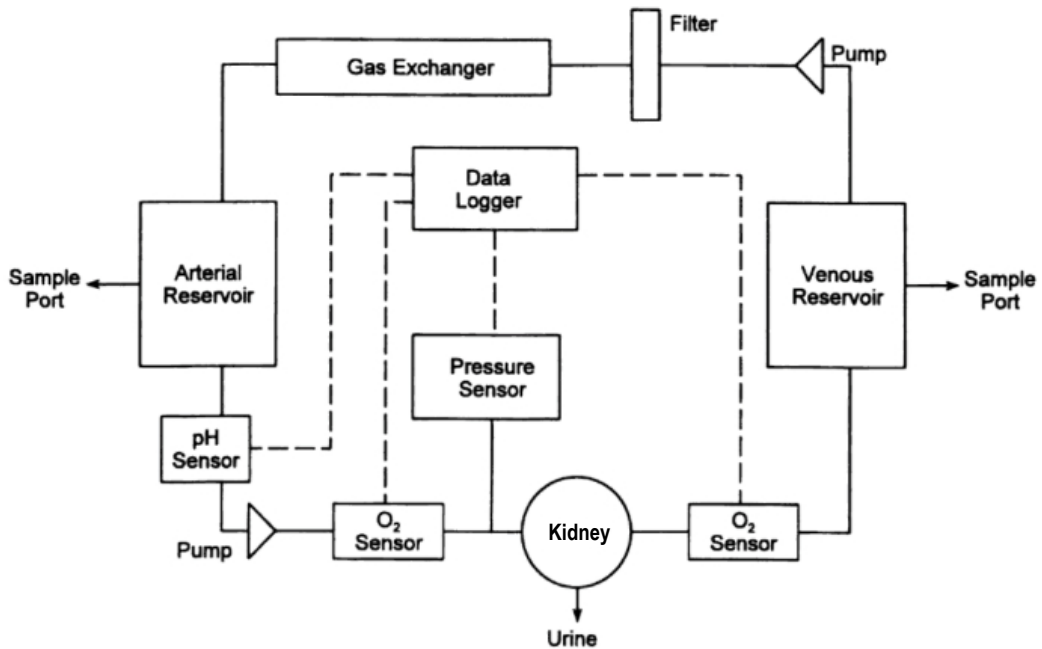 Filter
Pump
Gas Exchanger
Data
Logger
Arterial
Reservoir
Sample
Port
Venous
Reservoir
Sample
Port
Pressure
Sensor
pH
Sensor
Pump
O₂
Sensor
Kidney
O₂
Sensor
Urine